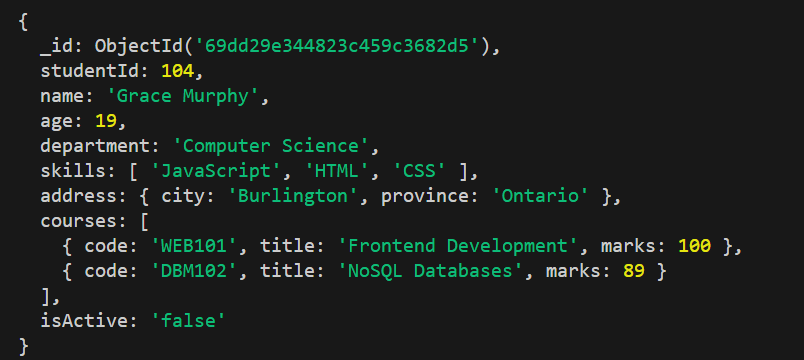 {
  _id: ObjectId('69dd29e344823c459c3682d5'),
  studentId: 104,
  name: 'Grace Murphy',
  age: 19,
  department: 'Computer Science',
  skills: [ 'JavaScript', 'HTML', 'CSS' ],
  address: { city: 'Burlington', province: 'Ontario' },
  courses: [
    { code: 'WEB101', title: 'Frontend Development', marks: 100 },
    { code: 'DBM102', title: 'NoSQL Databases', marks: 89 }
  ],
  isActive: 'false'
}